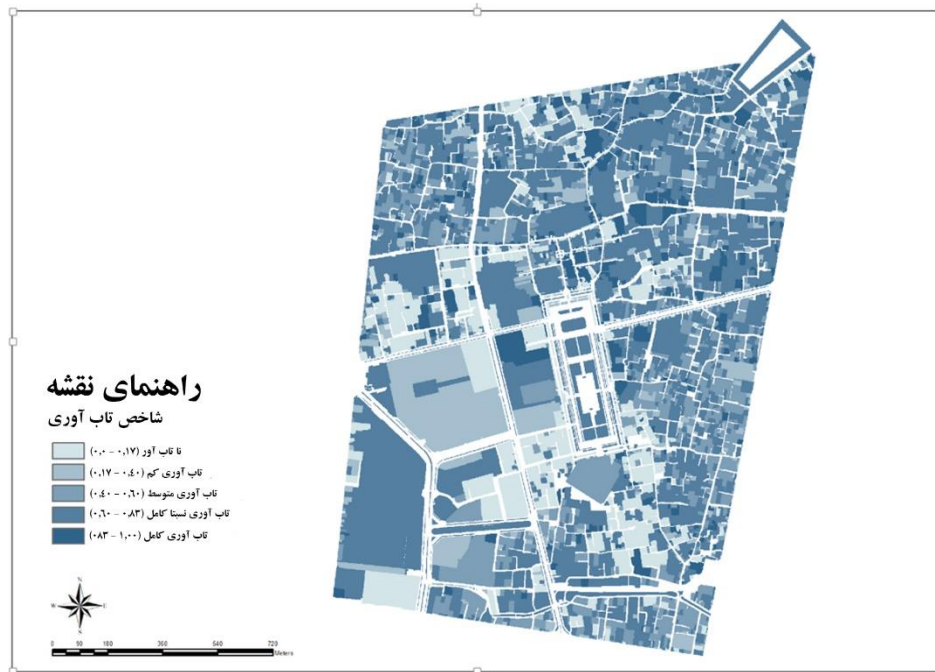 راهنمای نقشه
شاخص تاب آوری
نا تاب آور (۰,۱۷ - ۰,۰)
تاب آوری کم (۰,۴۰ - ۰,۱۷)
تاب آوری متوسط (۰,۶۰ - ۰,۴۰)
تاب آوری نسبتا کامل (۰,۸۳ - ۰,۶۰)
تاب آوری کامل (۱,۰۰ - ۰۸۳)
N
W E
S
0 90 180 360 540 720
Meters